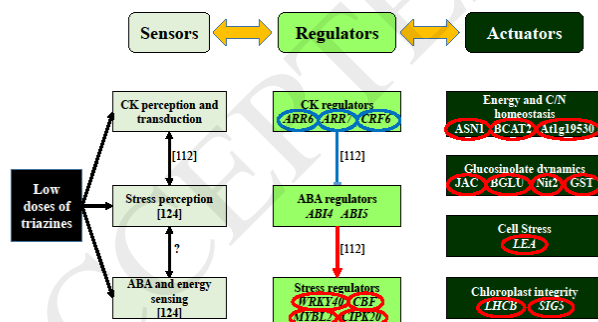 Sensors
Regulators
Actuators
CK perception and
transduction
CK regulators
ARR6 ARR7 CRF6
Energy and C/N
homeostasis
ASN1 BCAT2 At1g19530
[112]
[112]
Low
doses of
triazines
Stress perception
[124]
ABA regulators
ABI4 ABI5
Glucosinolate dynamics
JAC BGLU Nit2 GST
?
[112]
Cell Stress
LEA
ABA and energy
sensing
[124]
Stress regulators
WRKY40 CBF
MYBL2 CIPK20
Chloroplast integrity
LHCB SIG5